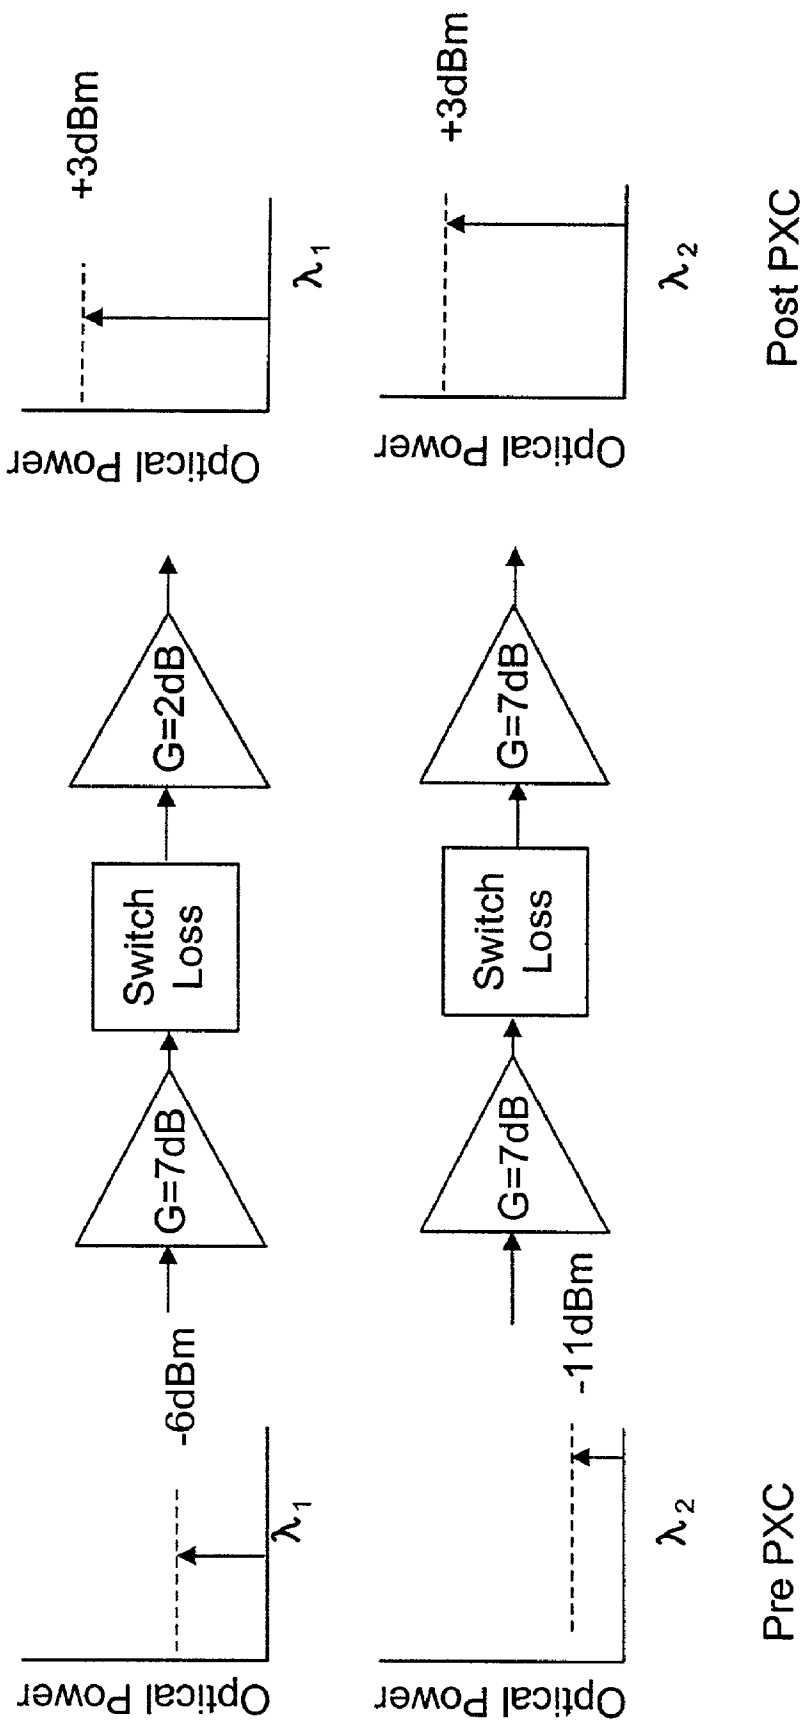 Optical Power
-6dBm
λ1
G=7dB
Switch
Loss
G=2dB
Optical Power
+3dBm
λ1
Optical Power
-11dBm
λ2
G=7dB
Switch
Loss
G=7dB
Optical Power
+3dBm
λ2
Pre PXC
Post PXC